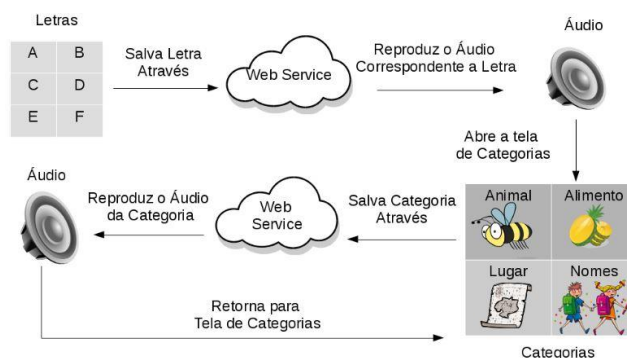 Letras
A B
C D
E F
Salva Letra
Através
Web Service
Reproduz o Áudio
Correspondente a Letra
Áudio
Abre a tela
de Categorias
Animal Alimento
Lugar Nomes
Categorias
Salva Categoria
Através
Web
Service
Reproduz o Áudio
da Categoria
Áudio
Retorna para
Tela de Categorias